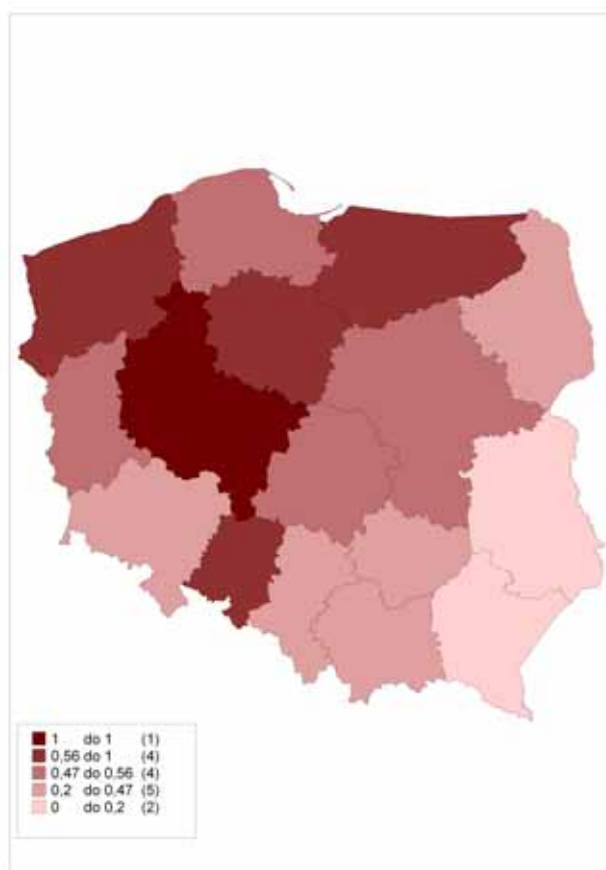 1 do 1 (1)
0,56 do 1 (4)
0,47 do 0,56 (4)
0,2 do 0,47 (5)
0 do 0,2 (2)